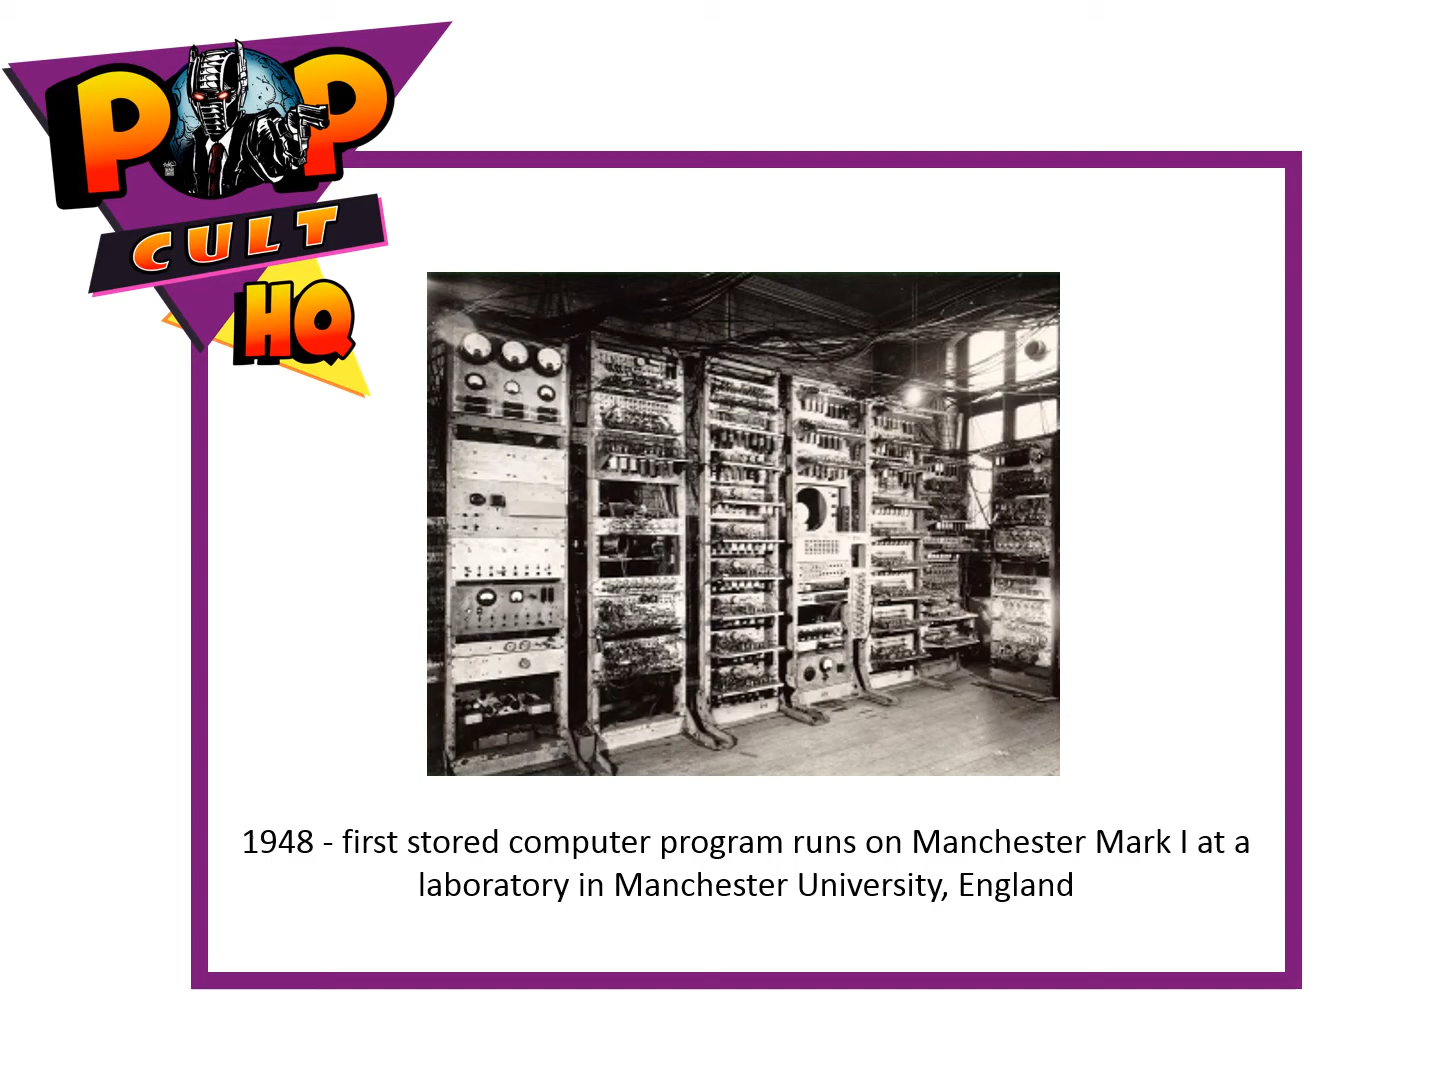 POP
CULT
HQ
1948 - first stored computer program runs on Manchester Mark I at a
laboratory in Manchester University, England